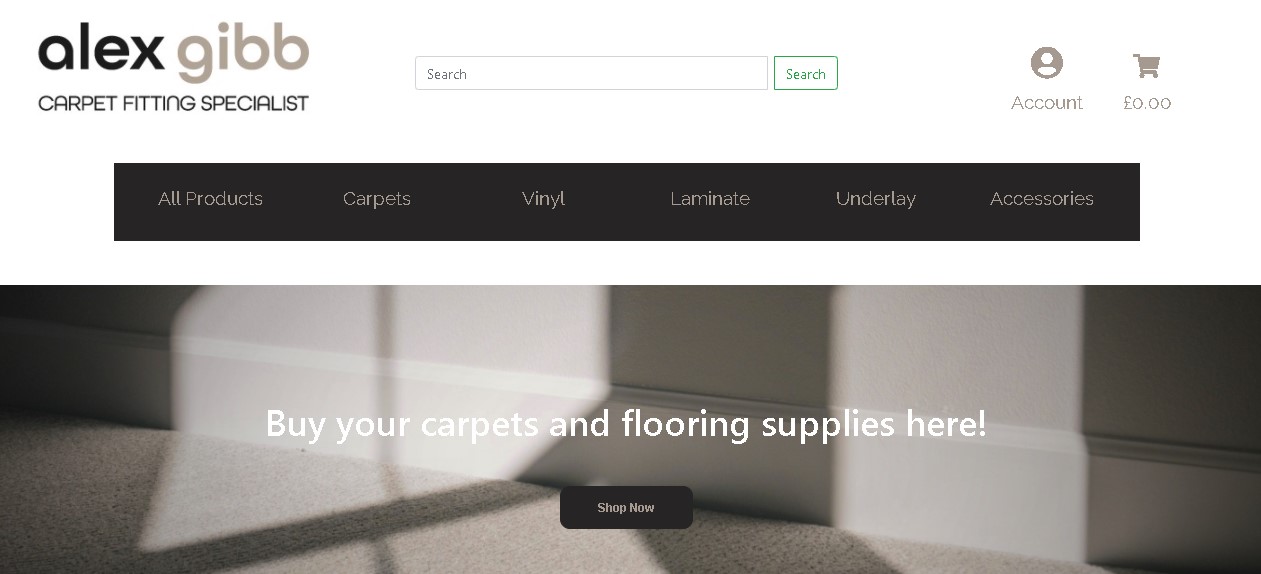 alex gibb
CARPET FITTING SPECIALIST
Search
Search
Account
£0.00
All Products
Carpets
Vinyl
Laminate
Underlay
Accessories
Buy your carpets and flooring supplies here!
Shop Now